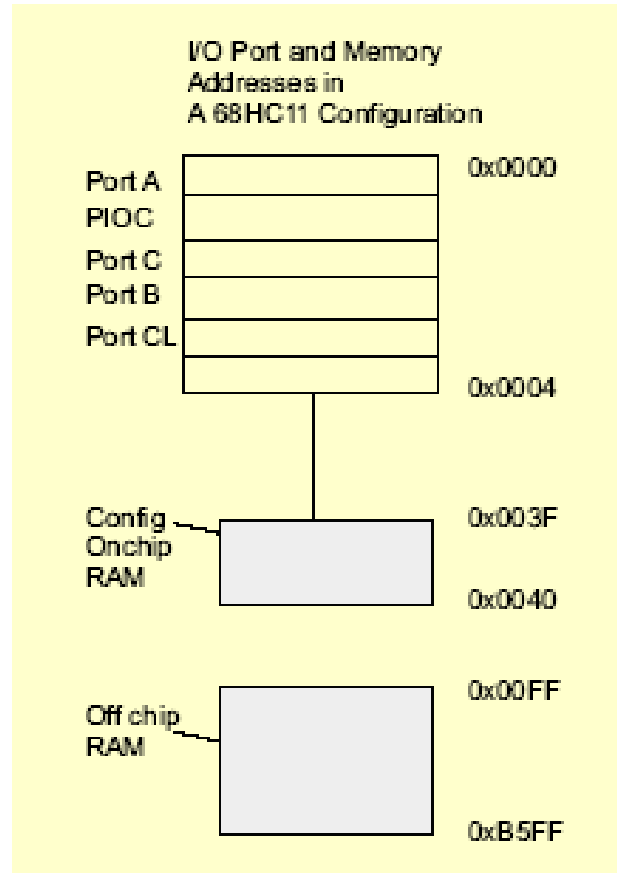 I/O Port and Memory
Addresses in
A 68HC11 Configuration
0x0000
Port A
PIOC
Port C
Port B
Port CL
0x0004
Config
Onchip
RAM
0x003F
0x0040
0x00FF
Off chip
RAM
0xB5FF